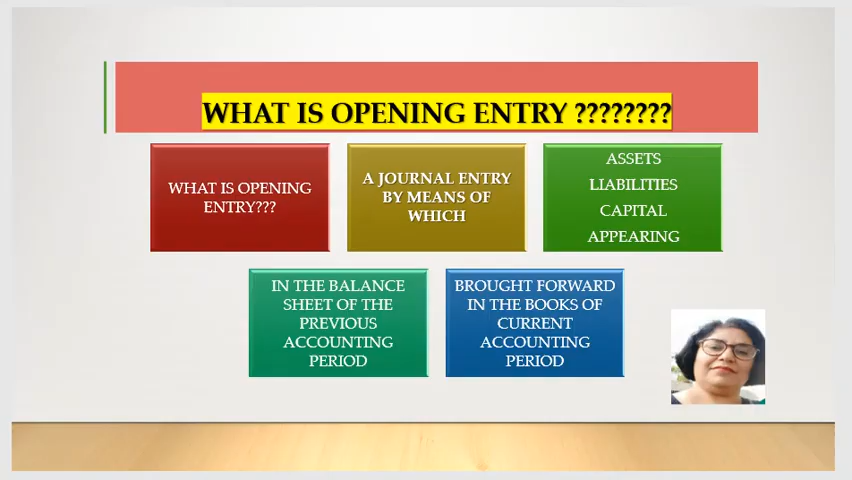 WHAT IS OPENING ENTRY ????????
WHAT IS OPENING
ENTRY???
A JOURNAL ENTRY
BY MEANS OF
WHICH
ASSETS
LIABILITIES
CAPITAL
APPEARING
IN THE BALANCE
SHEET OF THE
PREVIOUS
ACCOUNTING
PERIOD
BROUGHT FORWARD
IN THE BOOKS OF
CURRENT
ACCOUNTING
PERIOD